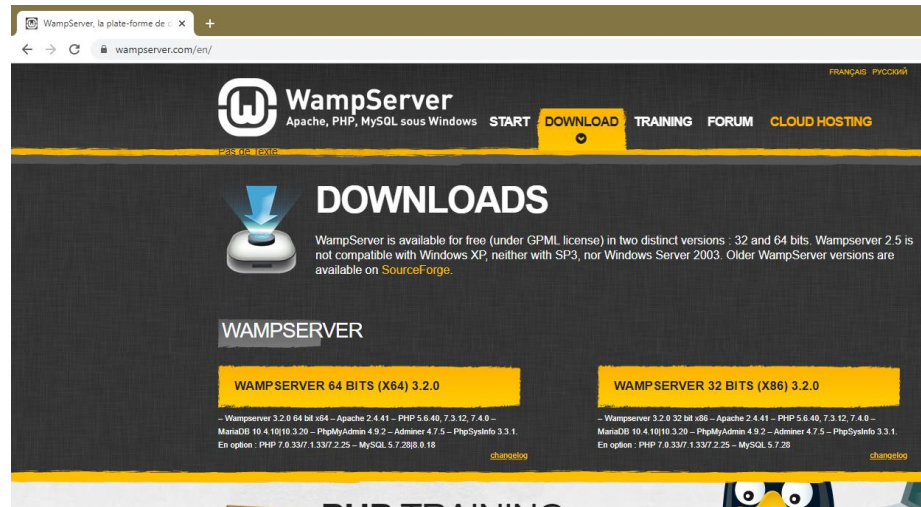 WampServer, la plate-forme de
wampserver.com/en/
FRANÇAIS РУССКИЙ
WampServer
Apache, PHP, MySQL sous Windows
START DOWNLOAD TRAINING FORUM CLOUD HOSTING
Pas de Texte
DOWNLOADS
WampServer is available for free (under GPML license) in two distinct versions : 32 and 64 bits. Wampserver 2.5 is
not compatible with Windows XP, neither with SP3, nor Windows Server 2003. Older WampServer versions are
available on SourceForge.
WAMPSERVER
WAMPSERVER 64 BITS (X64) 3.2.0
– Wampserver 3.2.0 64 bit x64 – Apache 2.4.41 – PHP 5.6.40, 7.3.12, 7.4.0 –
MariaDB 10.4.10|10.3.20 – PhpMyAdmin 4.9.2 – Adminer 4.7.5 – PhpSysInfo 3.3.1.
En option : PHP 7.0.33/7.1.33/7.2.25 – MySQL 5.7.28|8.0.18
changelog
WAMPSERVER 32 BITS (X86) 3.2.0
– Wampserver 3.2.0 32 bit x86 – Apache 2.4.41 – PHP 5.6.40, 7.3.12, 7.4.0 –
MariaDB 10.4.10|10.3.20 – PhpMyAdmin 4.9.2 – Adminer 4.7.5 – PhpSysInfo 3.3.1.
En option : PHP 7.0.33/7.1.33/7.2.25 – MySQL 5.7.28
changelog
PHP TRAINING